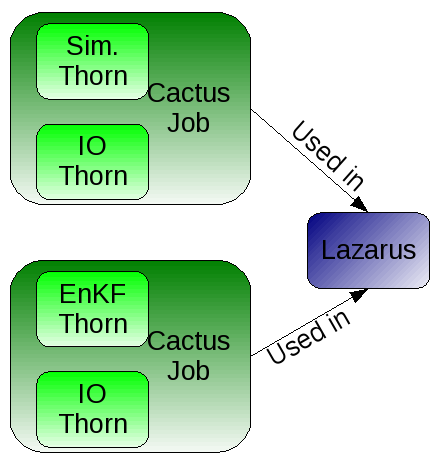 Sim.
Thorn
Cactus
Job
IO
Thorn
Used in
Lazarus
EnKF
Thorn
Cactus
Job
IO
Thorn
Used in